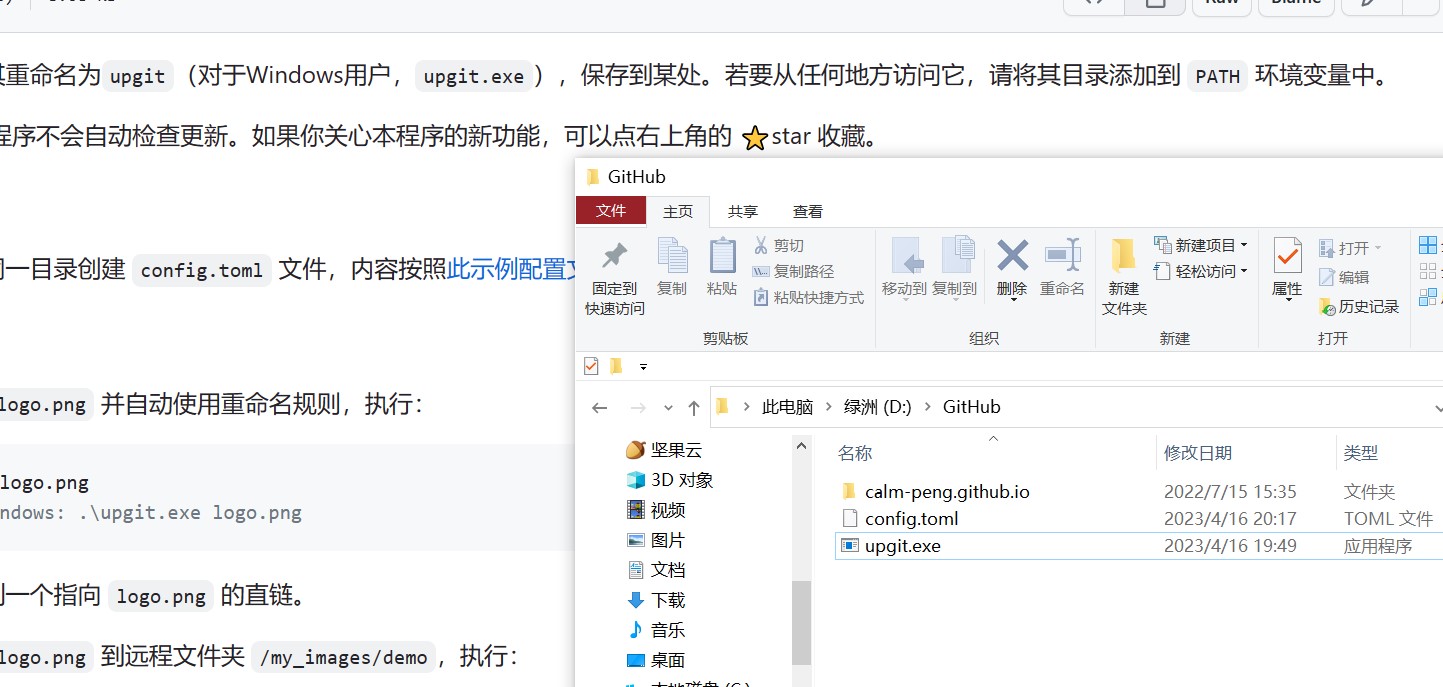 Raw
Blame
其重命名为 upgit （对于Windows用户， upgit.exe ），保存到某处。若要从任何地方访问它，请将其目录添加到 PATH 环境变量中。
程序不会自动检查更新。如果你关心本程序的新功能，可以点右上角的 ⭐star 收藏。
同一目录创建 config.toml 文件，内容按照此示例配置文
logo.png 并自动使用重命名规则，执行：
logo.png
ndows: .\upgit.exe logo.png
到一个指向 logo.png 的直链。
logo.png 到远程文件夹 /my_images/demo ，执行：
GitHub
文件 主页 共享 查看
固定到
快速访问
复制
粘贴
剪切
复制路径
粘贴快捷方式
剪贴板
移动到
复制到
删除
重命名
组织
新建
文件夹
新建项目
轻松访问
新建
属性
打开
编辑
历史记录
打开
此电脑 › 绿洲 (D:) › GitHub
坚果云
3D 对象
视频
图片
文档
下载
音乐
桌面
本地磁盘 (C:)
名称 修改日期 类型
calm-peng.github.io 2022/7/15 15:35 文件夹
config.toml 2023/4/16 20:17 TOML 文件
upgit.exe 2023/4/16 19:49 应用程序